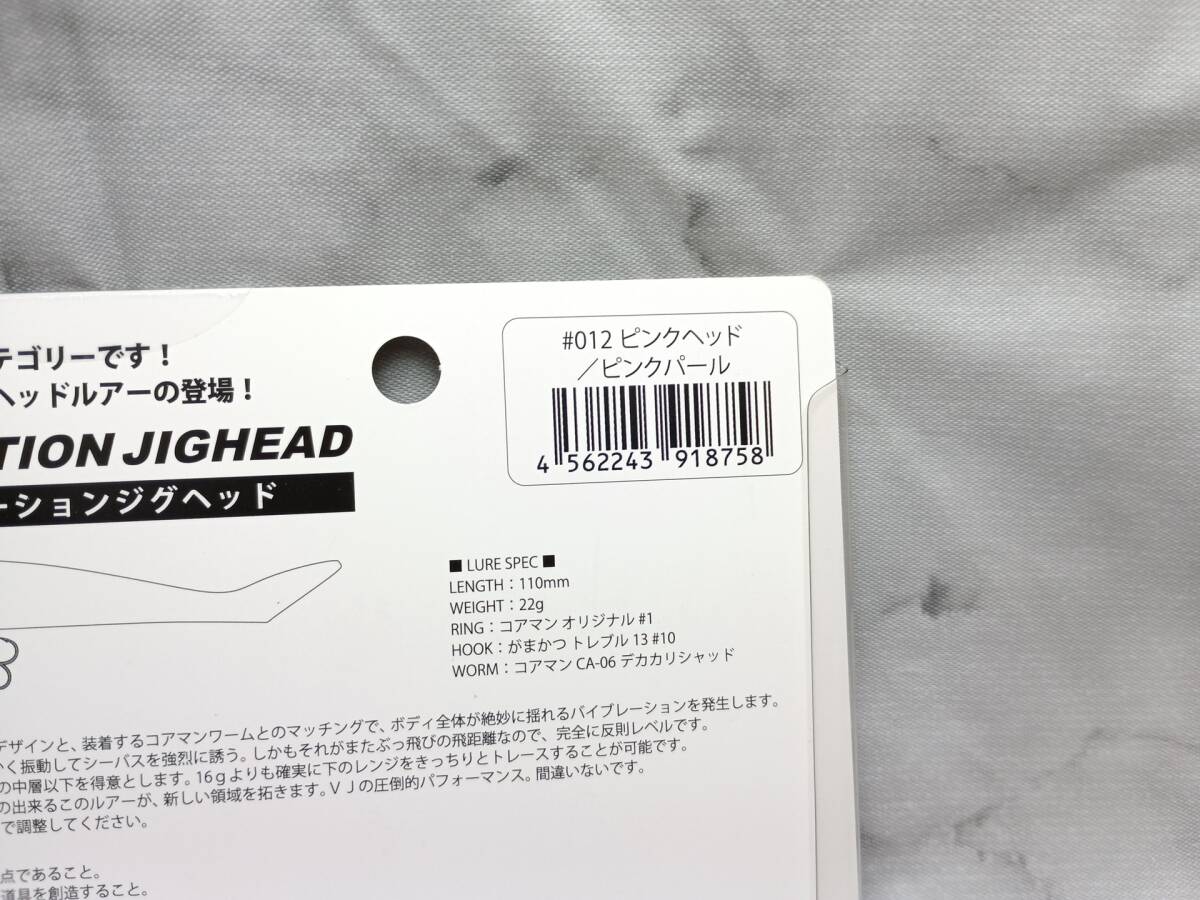 テゴリーです！
ヘッドルアーの登場！
TION JIGHEAD
ーションジグヘッド
#012 ピンクヘッド
／ピンクパール
4 562243 918758
■ LURE SPEC ■
LENGTH：110mm
WEIGHT：22g
RING：コアマン オリジナル #1
HOOK：がまかつ トレブル 13 #10
WORM：コアマン CA-06 デカカリシャッド
デザインと、装着するコアマンワームとのマッチングで、ボディ全体が絶妙に揺れるバイブレーションを発生します。
く振動してシーバスを強烈に誘う。しかもそれがまたぶっ飛びの飛距離なので、完全に反則レベルです。
の中層以下を得意とします。16gよりも確実に下のレンジをきっちりとトレースすることが可能です。
の出来るこのルアーが、新しい領域を拓きます。ＶＪの圧倒的パフォーマンス。間違いないです。
で調整してください。
点であること。
道具を創造すること。